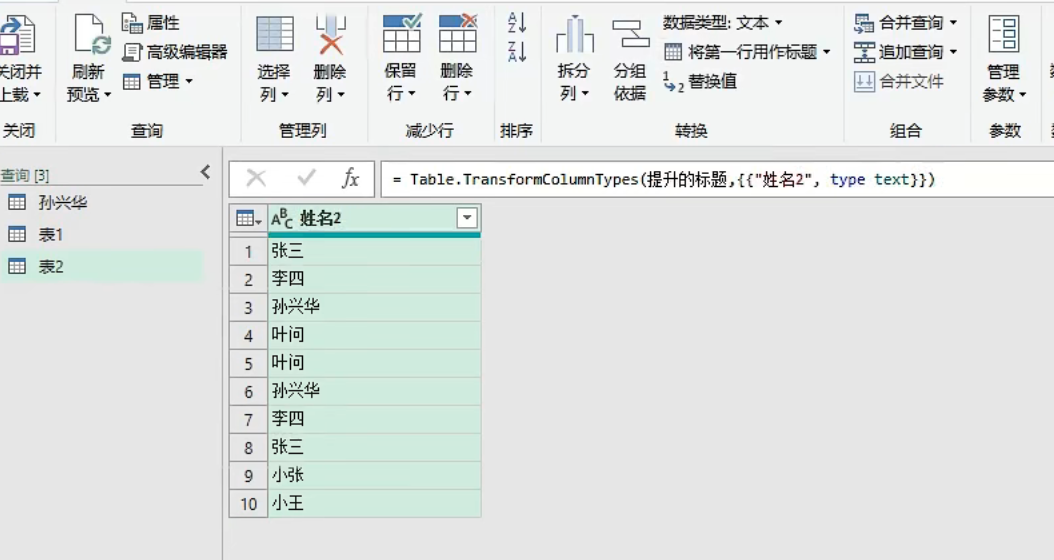 属性
高级编辑器
管理
关闭并
上载
刷新
预览
选择
列
删除
列
保留
行
删除
行
拆分
列
分组
依据
数据类型: 文本
将第一行用作标题
1
2 替换值
合并查询
追加查询
合并文件
管理
参数
关闭
查询
管理列
减少行
排序
转换
组合
参数
查询 [3]
孙兴华
表1
表2
fx
= Table.TransformColumnTypes(提升的标题,{{"姓名2", type text}})
ABC 姓名2
1 张三
2 李四
3 孙兴华
4 叶问
5 叶问
6 孙兴华
7 李四
8 张三
9 小张
10 小王